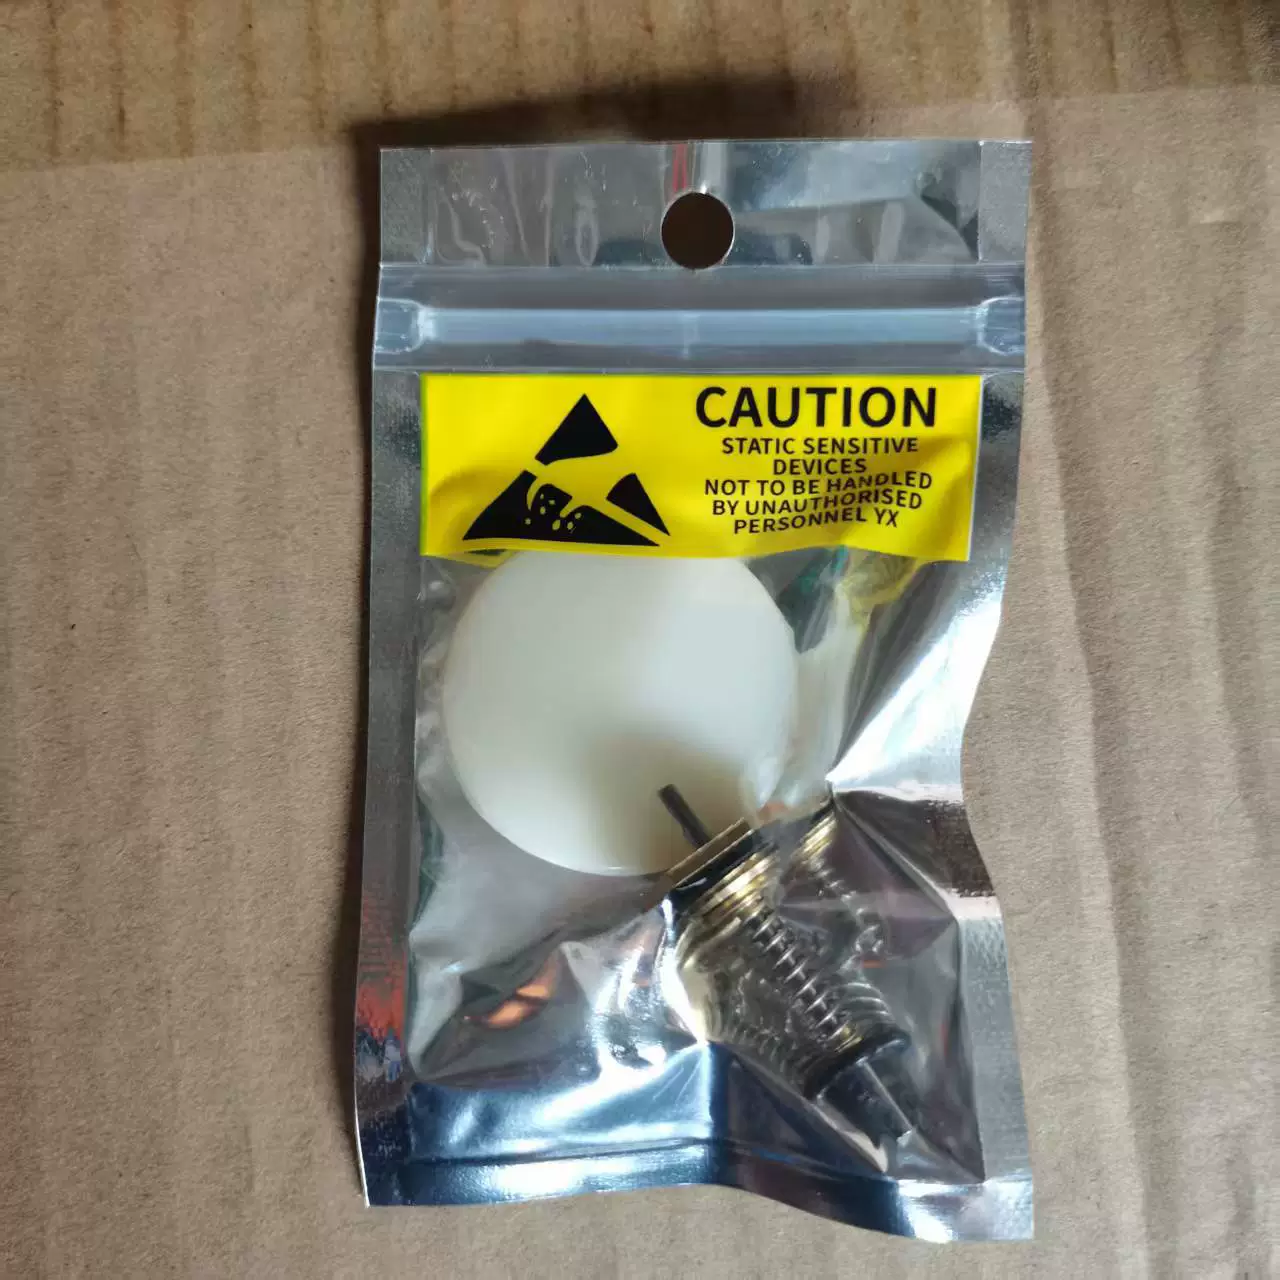 CAUTION
STATIC SENSITIVE
DEVICES
NOT TO BE HANDLED
BY UNAUTHORISED
PERSONNEL YX